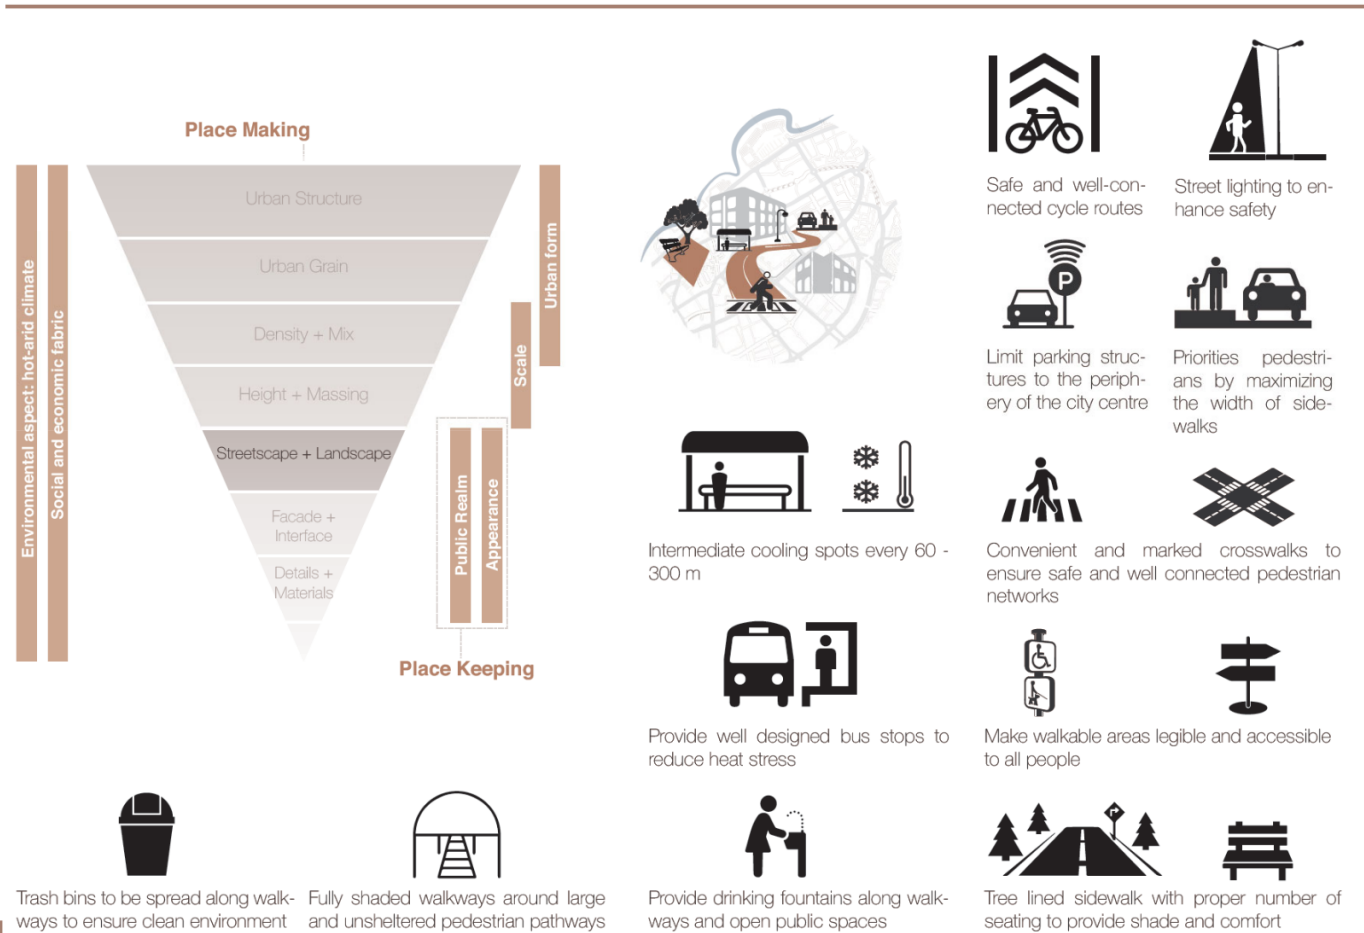 Place Making
Urban Structure
Urban Grain
Density + Mix
Height + Massing
Streetscape + Landscape
Facade +
Interface
Details +
Materials
Environmental aspect: hot-arid climate
Social and economic fabric
Urban form
Scale
Public Realm
Appearance
Place Keeping
Safe and well-con-
nected cycle routes
Street lighting to en-
hance safety
P
Limit parking struc-
tures to the periph-
ery of the city centre
Priorities pedestri-
ans by maximizing
the width of side-
walks
Intermediate cooling spots every 60 -
300 m
Convenient and marked crosswalks to
ensure safe and well connected pedestrian
networks
Provide well designed bus stops to
reduce heat stress
Make walkable areas legible and accessible
to all people
Trash bins to be spread along walk-
ways to ensure clean environment
Fully shaded walkways around large
and unsheltered pedestrian pathways
Provide drinking fountains along walk-
ways and open public spaces
Tree lined sidewalk with proper number of
seating to provide shade and comfort